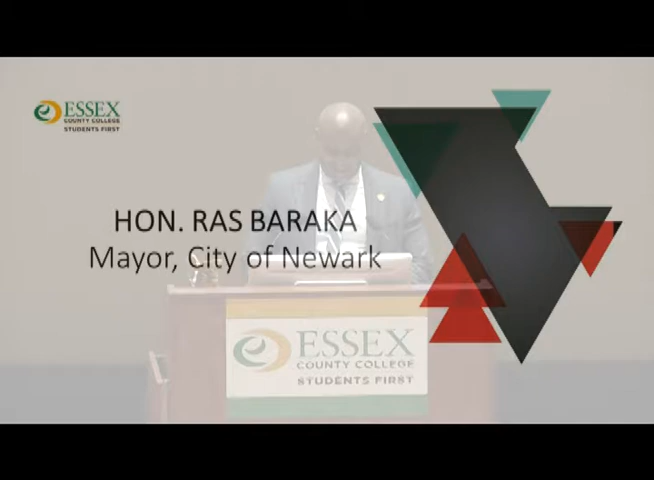 ESSEX
COUNTY COLLEGE
STUDENTS FIRST
HON. RAS BARAKA
Mayor, City of Newark
ESSEX
COUNTY COLLEGE
STUDENTS FIRST